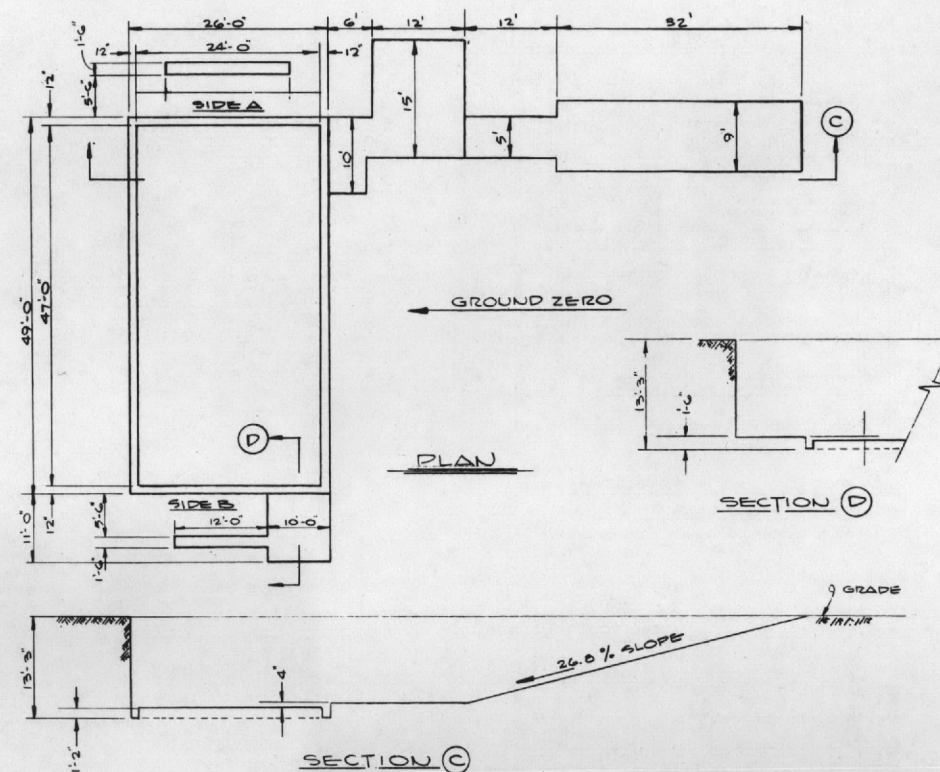 26'-0" 6' 12' 12' 32'
12" 24'-0" 12"
1'-6"
5'-6"
12"
SIDE A
15'
10'
5'
9'
C
49'-0"
47'-0"
GROUND ZERO
D
PLAN
13'-3"
1'-6"
SECTION D
SIDE B
12'-0" 10'-0"
11'-0"
12"
5'-6"
1'-6"
GRADE
26.8% SLOPE
13'-3"
4"
1'-2"
SECTION C